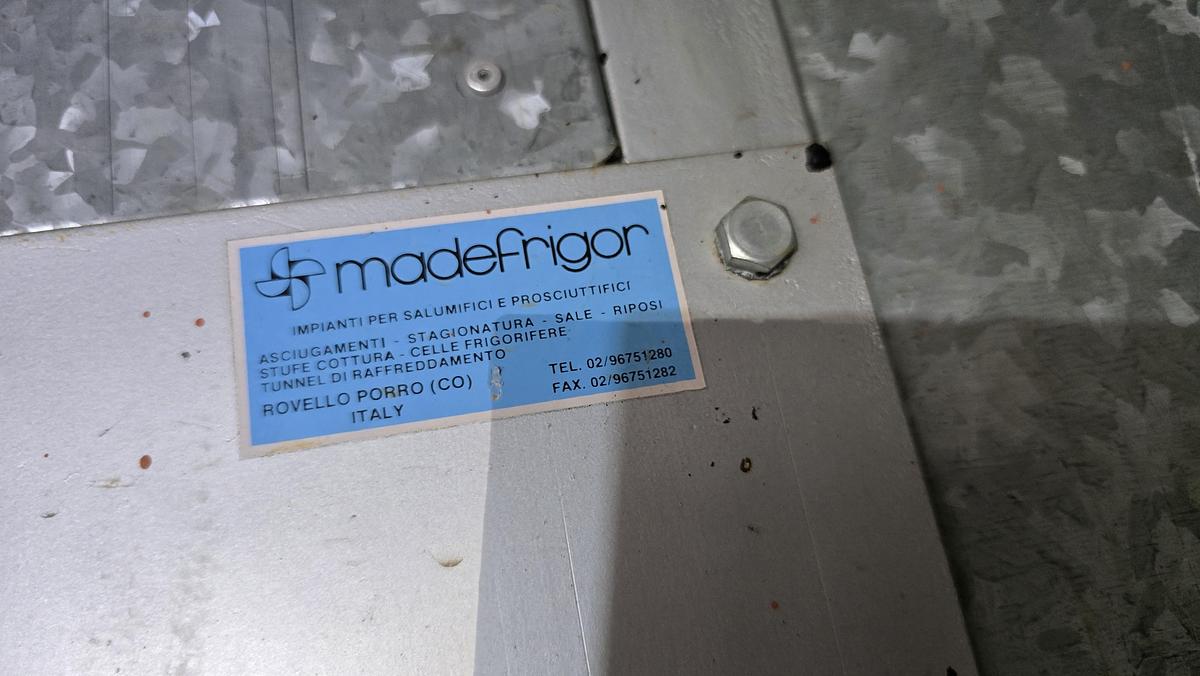 madefrigor
IMPIANTI PER SALUMIFICI E PROSCIUTTIFICI
ASCIUGAMENTI - STAGIONATURA - SALE - RIPOSI
STUFE COTTURA - CELLE FRIGORIFERE
TUNNEL DI RAFFREDDAMENTO
ROVELLO PORRO (CO)
ITALY
TEL. 02/96751280
FAX. 02/96751282